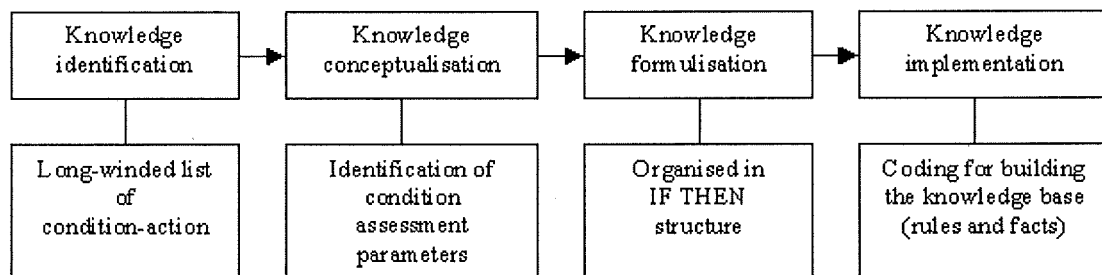 Knowledge
identification
Knowledge
conceptualisation
Knowledge
formulisation
Knowledge
implementation
Long-winded list
of
condition-action
Identification of
condition
assessment
parameters
Organised in
IF THEN
structure
Coding for building
the knowledge base
(rules and facts)